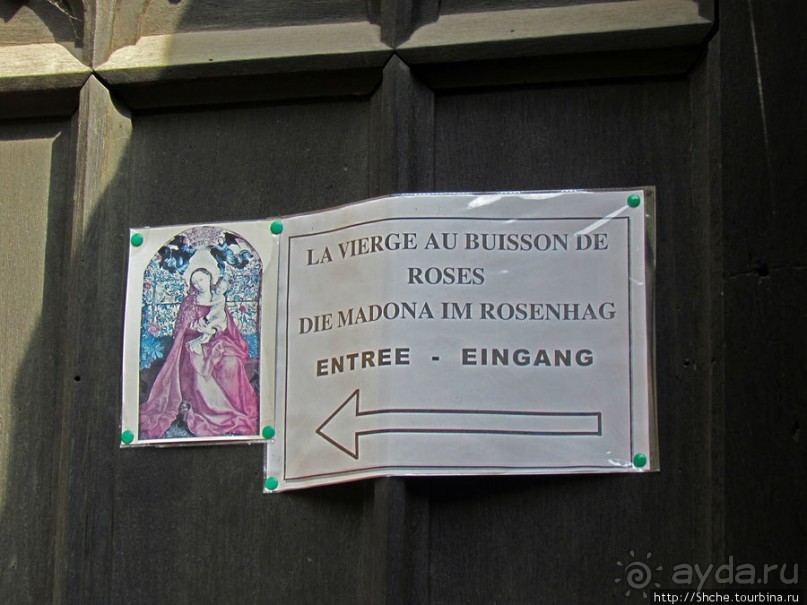 LA VIERGE AU BUISSON DE
ROSES
DIE MADONA IM ROSENHAG
ENTREE - EINGANG
ayda.ru
http://Shche.tourbina.ru